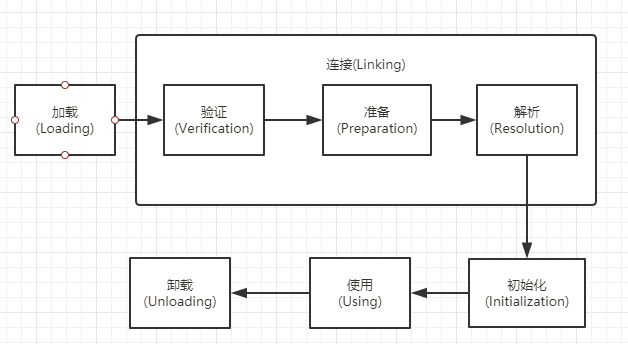 连接(Linking)
加载
(Loading)
验证
(Verification)
准备
(Preparation)
解析
(Resolution)
卸载
(Unloading)
使用
(Using)
初始化
(Initialization)